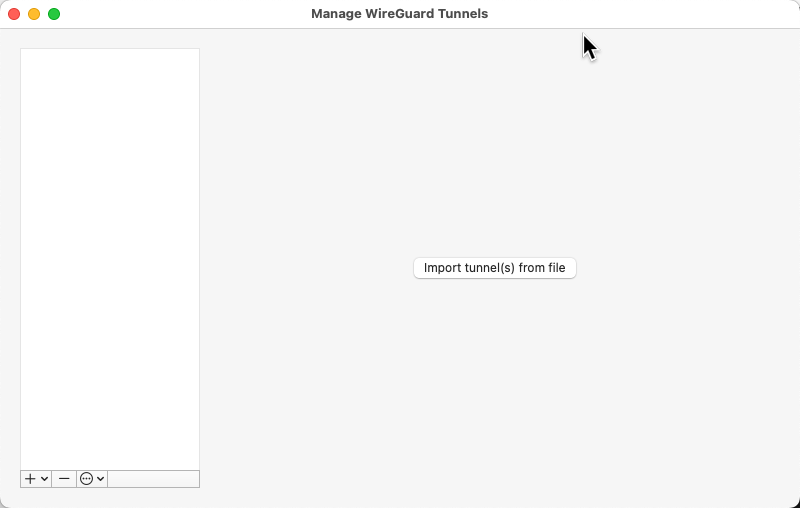 Manage WireGuard Tunnels
Import tunnel(s) from file